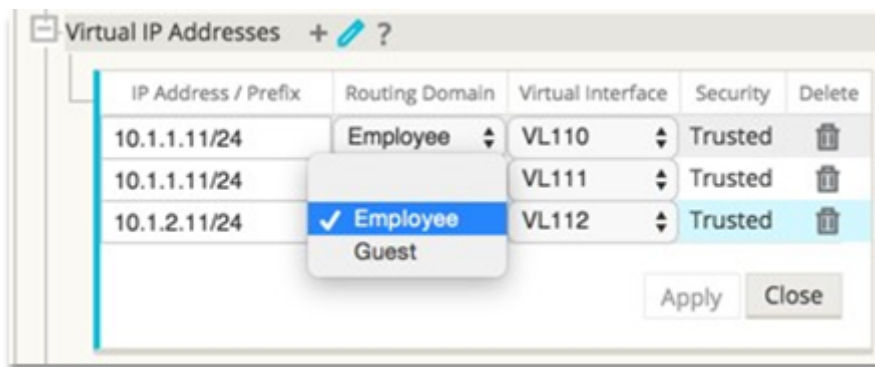 Virtual IP Addresses + ?
IP Address / Prefix Routing Domain Virtual Interface Security Delete
10.1.1.11/24 Employee VL110 Trusted
10.1.1.11/24 VL111 Trusted
10.1.2.11/24 ✓ Employee VL112 Trusted
Guest
Apply Close